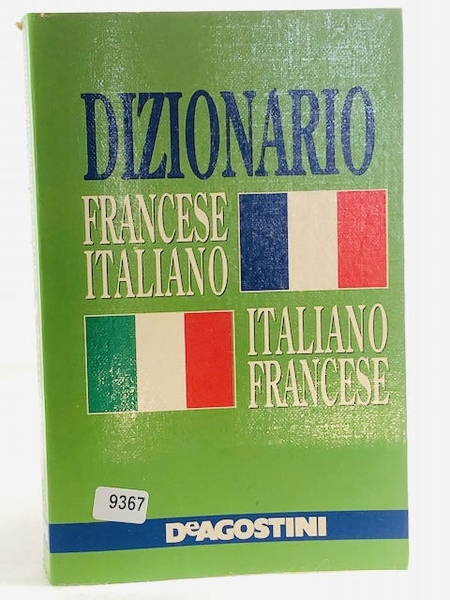 DIZIONARIO
FRANCESE
ITALIANO
ITALIANO
FRANCESE
9367
DeAGOSTINI